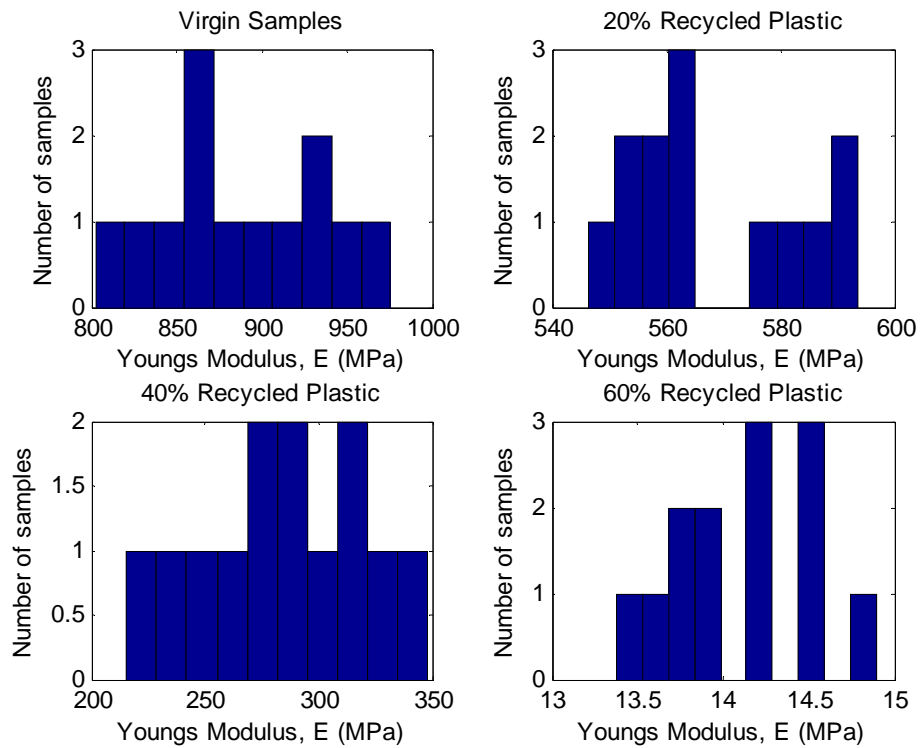 Virgin Samples
Number of samples
3
2
1
0
800 850 900 950 1000
Youngs Modulus, E (MPa)
20% Recycled Plastic
Number of samples
3
2
1
0
540 560 580 600
Youngs Modulus, E (MPa)
40% Recycled Plastic
Number of samples
2
1.5
1
0.5
0
200 250 300 350
Youngs Modulus, E (MPa)
60% Recycled Plastic
Number of samples
3
2
1
0
13 13.5 14 14.5 15
Youngs Modulus, E (MPa)